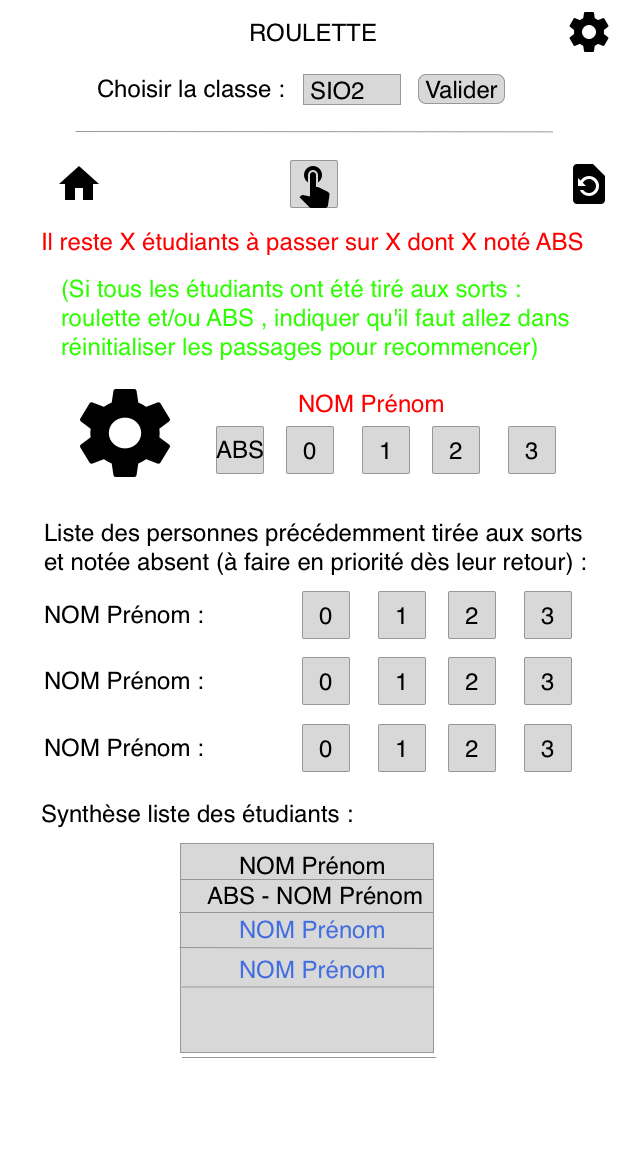 ROULETTE
Choisir la classe : SIO2 Valider
Il reste X étudiants à passer sur X dont X noté ABS
(Si tous les étudiants ont été tiré aux sorts :
roulette et/ou ABS , indiquer qu'il faut allez dans
réinitialiser les passages pour recommencer)
NOM Prénom
ABS 0 1 2 3
Liste des personnes précédemment tirée aux sorts
et notée absent (à faire en priorité dès leur retour) :
NOM Prénom : 0 1 2 3
NOM Prénom : 0 1 2 3
NOM Prénom : 0 1 2 3
Synthèse liste des étudiants :
NOM Prénom
ABS - NOM Prénom
NOM Prénom
NOM Prénom